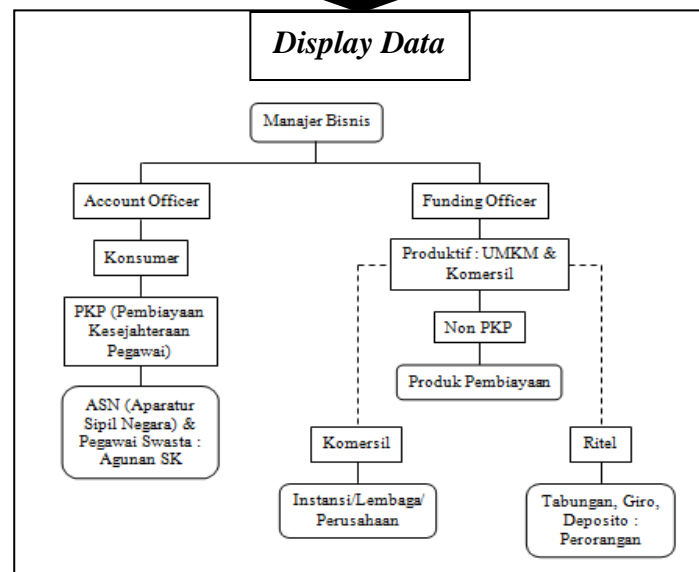 Display Data
Manajer Bisnis
Account Officer
Funding Officer
Konsumer
Produktif : UMKM &
Komersil
PKP (Pembiayaan
Kesejahteraan
Pegawai)
Non PKP
Produk Pembiayaan
ASN (Aparatur
Sipil Negara) &
Pegawai Swasta :
Agunan SK
Komersil
Ritel
Instansi/Lembaga/
Perusahaan
Tabungan, Giro,
Deposito :
Perorangan